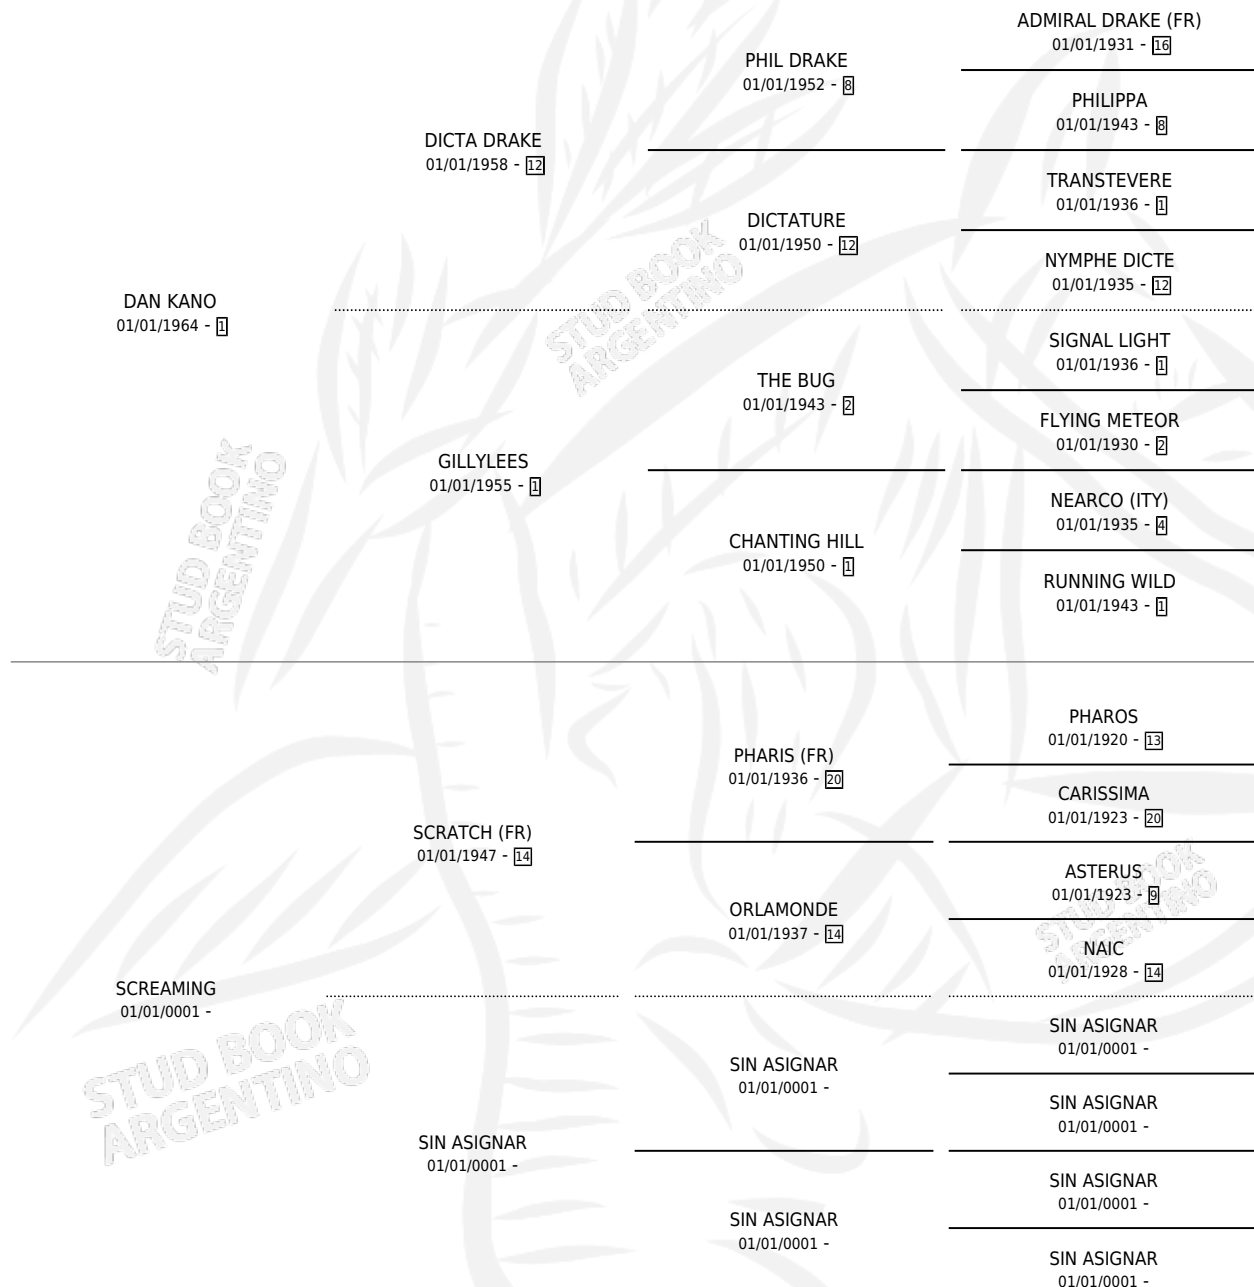 ADMIRAL DRAKE (FR)
01/01/1931 - 16
PHIL DRAKE
01/01/1952 - 8
PHILIPPA
01/01/1943 - 8
DICTA DRAKE
01/01/1958 - 12
TRANSTEVERE
01/01/1936 - 1
DICTATURE
01/01/1950 - 12
NYMPHE DICTE
01/01/1935 - 12
DAN KANO
01/01/1964 - 1
SIGNAL LIGHT
01/01/1936 - 1
THE BUG
01/01/1943 - 2
FLYING METEOR
01/01/1930 - 2
GILLYLEES
01/01/1955 - 1
NEARCO (ITY)
01/01/1935 - 4
CHANTING HILL
01/01/1950 - 1
RUNNING WILD
01/01/1943 - 1
PHAROS
01/01/1920 - 13
PHARIS (FR)
01/01/1936 - 20
CARISSIMA
01/01/1923 - 20
SCRATCH (FR)
01/01/1947 - 14
ASTERUS
01/01/1923 - 9
ORLAMONDE
01/01/1937 - 14
NAIC
01/01/1928 - 14
SCREAMING
01/01/0001 -
SIN ASIGNAR
01/01/0001 -
SIN ASIGNAR
01/01/0001 -
SIN ASIGNAR
01/01/0001 -
SIN ASIGNAR
01/01/0001 -
SIN ASIGNAR
01/01/0001 -
SIN ASIGNAR
01/01/0001 -
SIN ASIGNAR
01/01/0001 -
STUD BOOK
ARGENTINO
STUD BOOK
ARGENTINO
STUD BOOK
ARGENTINO
STUD BOOK
ARGENTINO